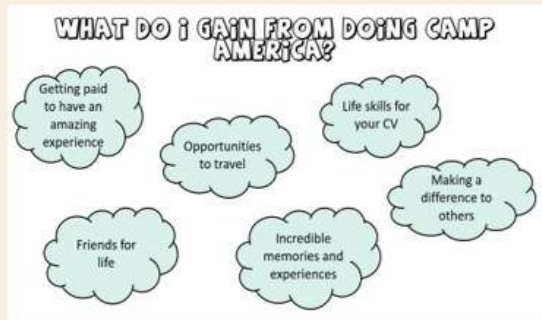 WHAT DO i GAiN FROM DOiNG CAMP
AMERiCA?
Getting paid
to have an
amazing
experience
Opportunities
to travel
Life skills for
your CV
Making a
difference to
others
Friends for
life
Incredible
memories and
experiences